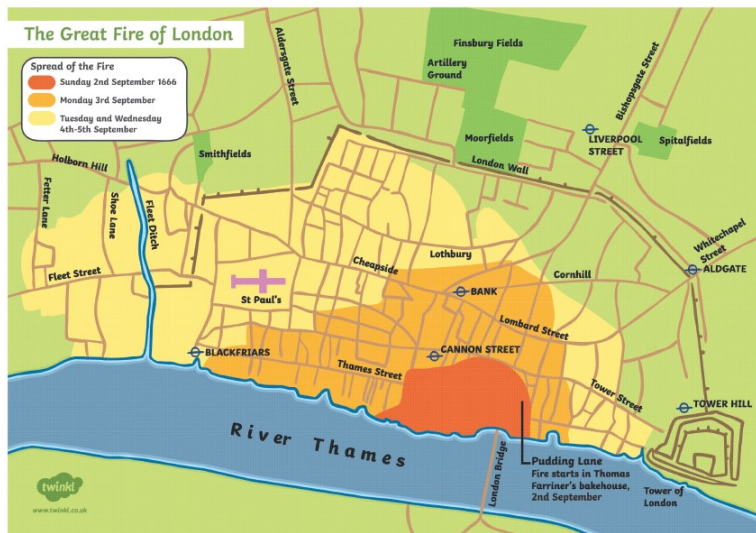 The Great Fire of London
Spread of the Fire
Sunday 2nd September 1666
Monday 3rd September
Tuesday and Wednesday
4th-5th September
Aldersgate Street
Finsbury Fields
Artillery
Ground
Bishopsgate Street
Moorfields
LIVERPOOL
STREET
Spitalfields
Smithfields
London Wall
Holborn Hill
Fetter Lane
Shoe Lane
Fleet Ditch
Whitechapel
Street
ALDGATE
Lothbury
Cheapside
Cornhill
Fleet Street
St Paul's
BANK
Lombard Street
BLACKFRIARS
CANNON STREET
Thames Street
Tower Street
TOWER HILL
River Thames
London Bridge
Pudding Lane
Fire starts in Thomas
Farriner's bakehouse,
2nd September
Tower of
London
twinkl
www.twinkl.co.uk